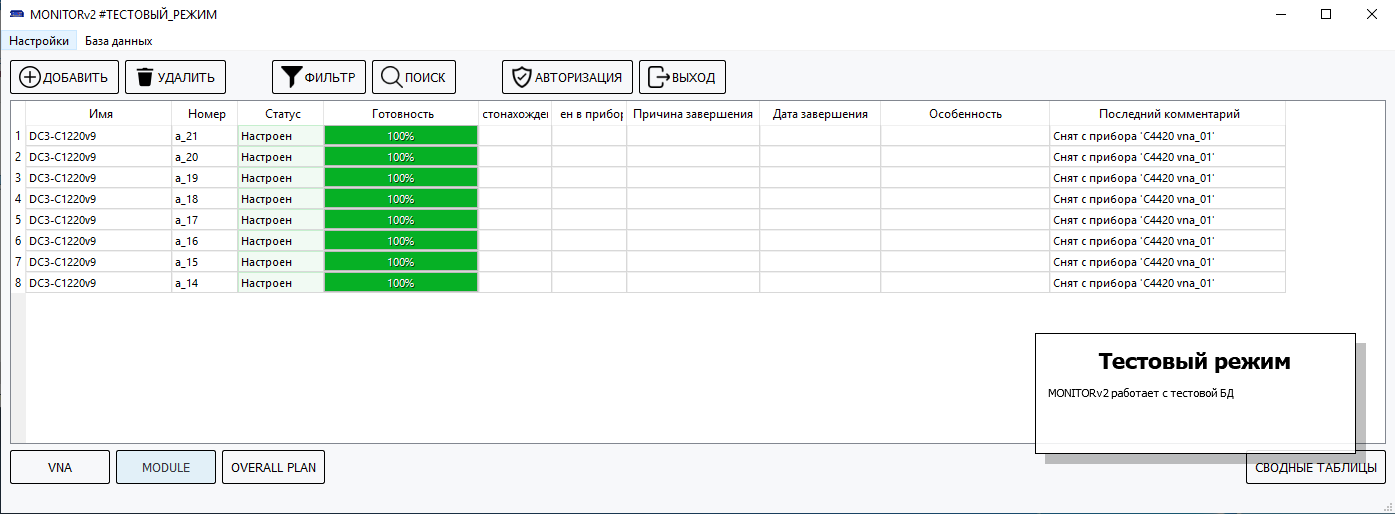 MONITORv2 #ТЕСТОВЫЙ_РЕЖИМ
Настройки База данных
ДОБАВИТЬ УДАЛИТЬ ФИЛЬТР ПОИСК АВТОРИЗАЦИЯ ВЫХОД
Имя Номер Статус Готовность стонахожден ен в прибор Причина завершения Дата завершения Особенность Последний комментарий
1 DC3-C1220v9 a_21 Настроен 100% Снят с прибора 'C4420 vna_01'
2 DC3-C1220v9 a_20 Настроен 100% Снят с прибора 'C4420 vna_01'
3 DC3-C1220v9 a_19 Настроен 100% Снят с прибора 'C4420 vna_01'
4 DC3-C1220v9 a_18 Настроен 100% Снят с прибора 'C4420 vna_01'
5 DC3-C1220v9 a_17 Настроен 100% Снят с прибора 'C4420 vna_01'
6 DC3-C1220v9 a_16 Настроен 100% Снят с прибора 'C4420 vna_01'
7 DC3-C1220v9 a_15 Настроен 100% Снят с прибора 'C4420 vna_01'
8 DC3-C1220v9 a_14 Настроен 100% Снят с прибора 'C4420 vna_01'
Тестовый режим
MONITORv2 работает с тестовой БД
VNA MODULE OVERALL PLAN СВОДНЫЕ ТАБЛИЦЫ